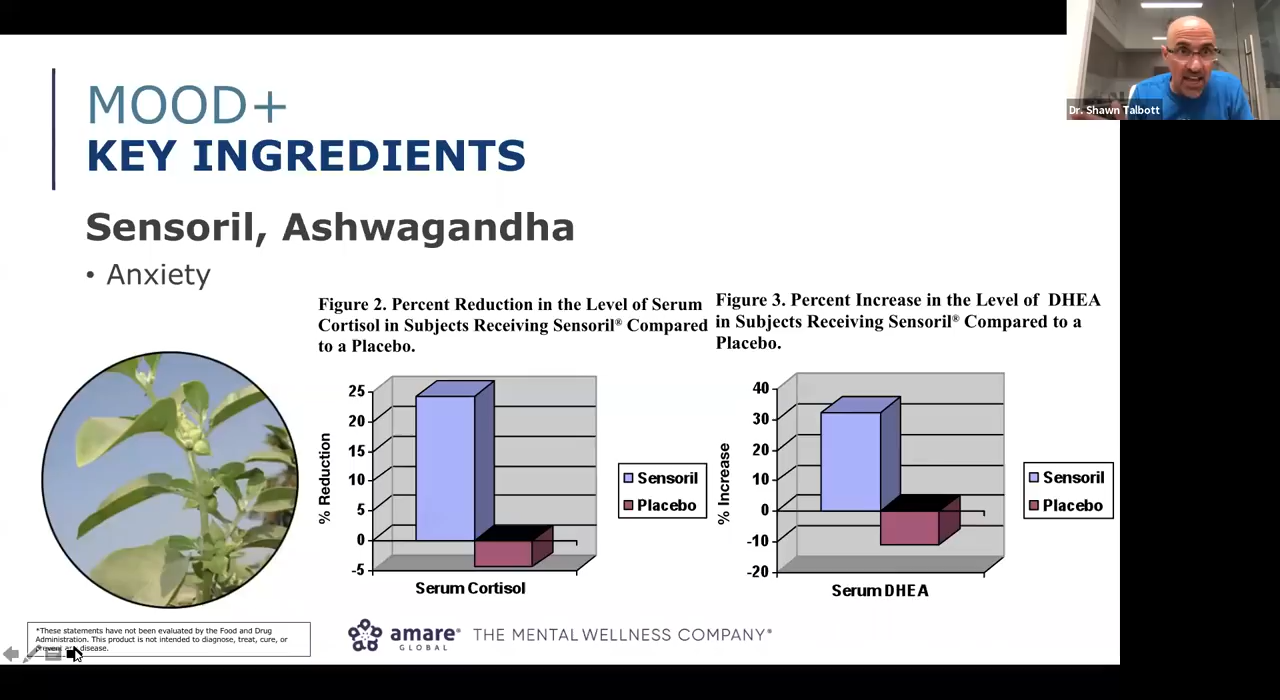 Dr. Shawn Talbott
MOOD+
KEY INGREDIENTS
Sensoril, Ashwagandha
• Anxiety
Figure 2. Percent Reduction in the Level of Serum
Cortisol in Subjects Receiving Sensoril® Compared
to a Placebo.
% Reduction
25
20
15
10
5
0
-5
Serum Cortisol
Sensoril
Placebo
Figure 3. Percent Increase in the Level of DHEA
in Subjects Receiving Sensoril® Compared to a
Placebo.
% Increase
40
30
20
10
0
-10
-20
Serum DHEA
Sensoril
Placebo
*These statements have not been evaluated by the Food and Drug
Administration. This product is not intended to diagnose, treat, cure, or
disease.
amare®
GLOBAL
THE MENTAL WELLNESS COMPANY®